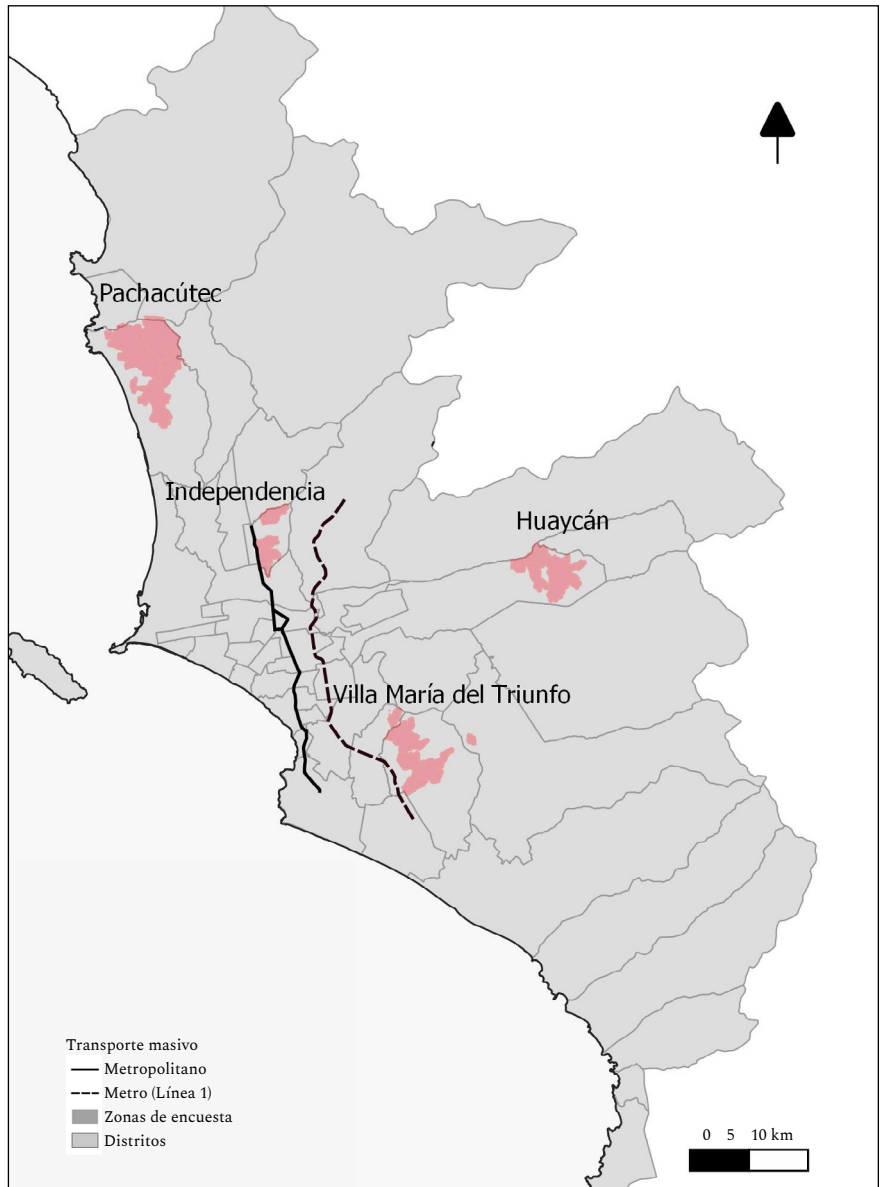 Pachacútec
Independencia
Huaycán
Villa María del Triunfo
Transporte masivo
Metropolitano
Metro (Línea 1)
Zonas de encuesta
Distritos
0 5 10 km